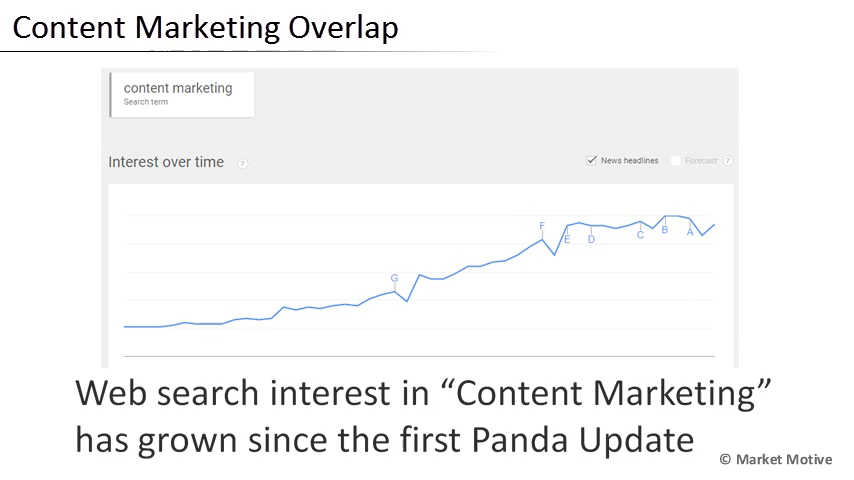 Content Marketing Overlap
content marketing
Search term
Interest over time ?
News headlines Forecast ?
F
E D C B A
G
Web search interest in “Content Marketing”
has grown since the first Panda Update
© Market Motive